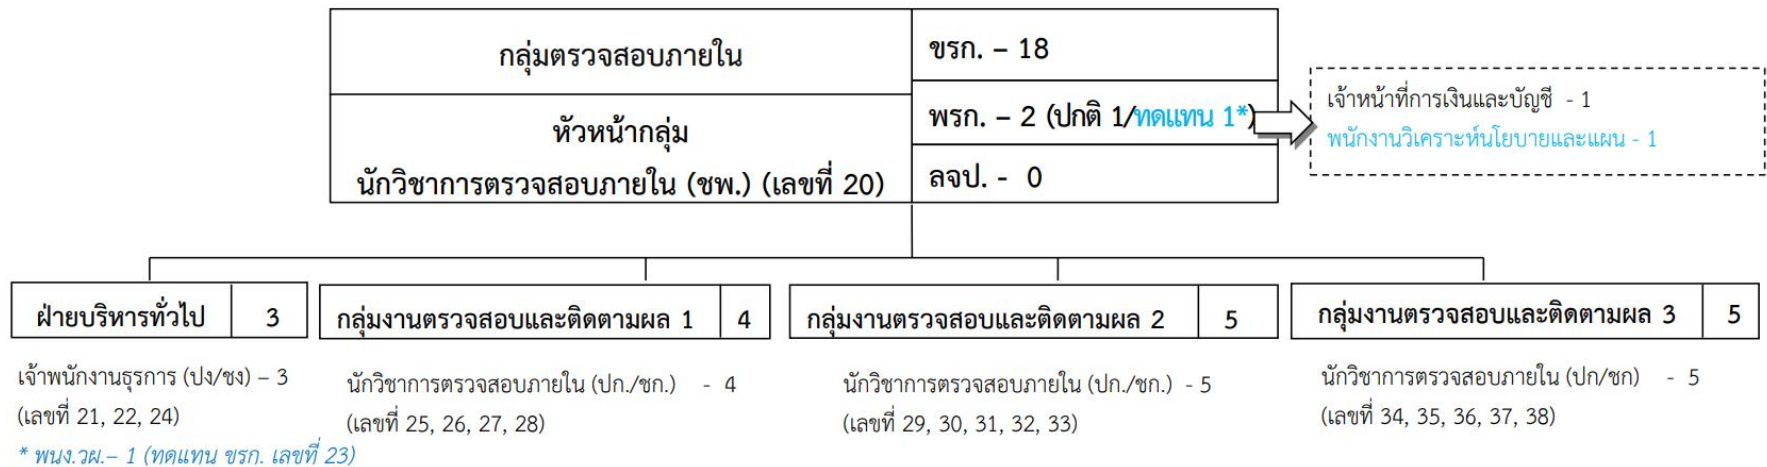 กลุ่มตรวจสอบภายใน
ขรก. – 18
หัวหน้ากลุ่ม
นักวิชาการตรวจสอบภายใน (ชพ.) (เลขที่ 20)
พรก. – 2 (ปกติ 1/ทดแทน 1*)
ลจป. - 0
เจ้าหน้าที่การเงินและบัญชี - 1
พนักงานวิเคราะห์นโยบายและแผน - 1
ฝ่ายบริหารทั่วไป 3
เจ้าพนักงานธุรการ (ปง/ชง) – 3
(เลขที่ 21, 22, 24)
* พนง.วผ.– 1 (ทดแทน ขรก. เลขที่ 23)
กลุ่มงานตรวจสอบและติดตามผล 1 4
นักวิชาการตรวจสอบภายใน (ปก./ชก.) - 4
(เลขที่ 25, 26, 27, 28)
กลุ่มงานตรวจสอบและติดตามผล 2 5
นักวิชาการตรวจสอบภายใน (ปก./ชก.) - 5
(เลขที่ 29, 30, 31, 32, 33)
กลุ่มงานตรวจสอบและติดตามผล 3 5
นักวิชาการตรวจสอบภายใน (ปก/ชก) - 5
(เลขที่ 34, 35, 36, 37, 38)